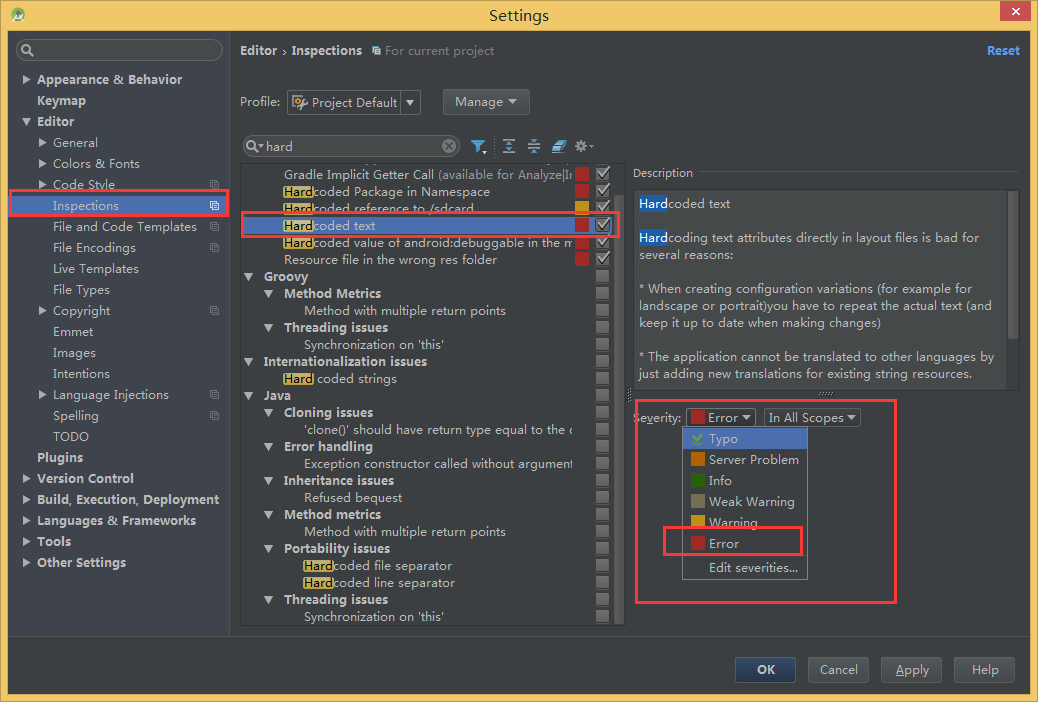 Settings
Appearance & Behavior
Keymap
Editor
General
Colors & Fonts
Code Style
Inspections
File and Code Templates
File Encodings
Live Templates
File Types
Copyright
Emmet
Images
Intentions
Language Injections
Spelling
TODO
Plugins
Version Control
Build, Execution, Deployment
Languages & Frameworks
Tools
Other Settings
Editor › Inspections For current project
Reset
Profile: Project Default Manage
hard
Gradle Implicit Getter Call (available for Analyze|In
Hardcoded Package in Namespace
Hardcoded reference to /sdcard
Hardcoded text
Hardcoded value of android:debuggable in the m
Resource file in the wrong res folder
Groovy
Method Metrics
Method with multiple return points
Threading issues
Synchronization on 'this'
Internationalization issues
Hard coded strings
Java
Cloning issues
'clone()' should have return type equal to the c
Error handling
Exception constructor called without argument
Inheritance issues
Refused bequest
Method metrics
Method with multiple return points
Portability issues
Hardcoded file separator
Hardcoded line separator
Threading issues
Synchronization on 'this'
Description
Hardcoded text
Hardcoding text attributes directly in layout files is bad for
several reasons:
* When creating configuration variations (for example for
landscape or portrait)you have to repeat the actual text (and
keep it up to date when making changes)
* The application cannot be translated to other languages by
just adding new translations for existing string resources.
Severity: Error In All Scopes
Typo
Server Problem
Info
Weak Warning
Warning
Error
Edit severities...
OK Cancel Apply Help